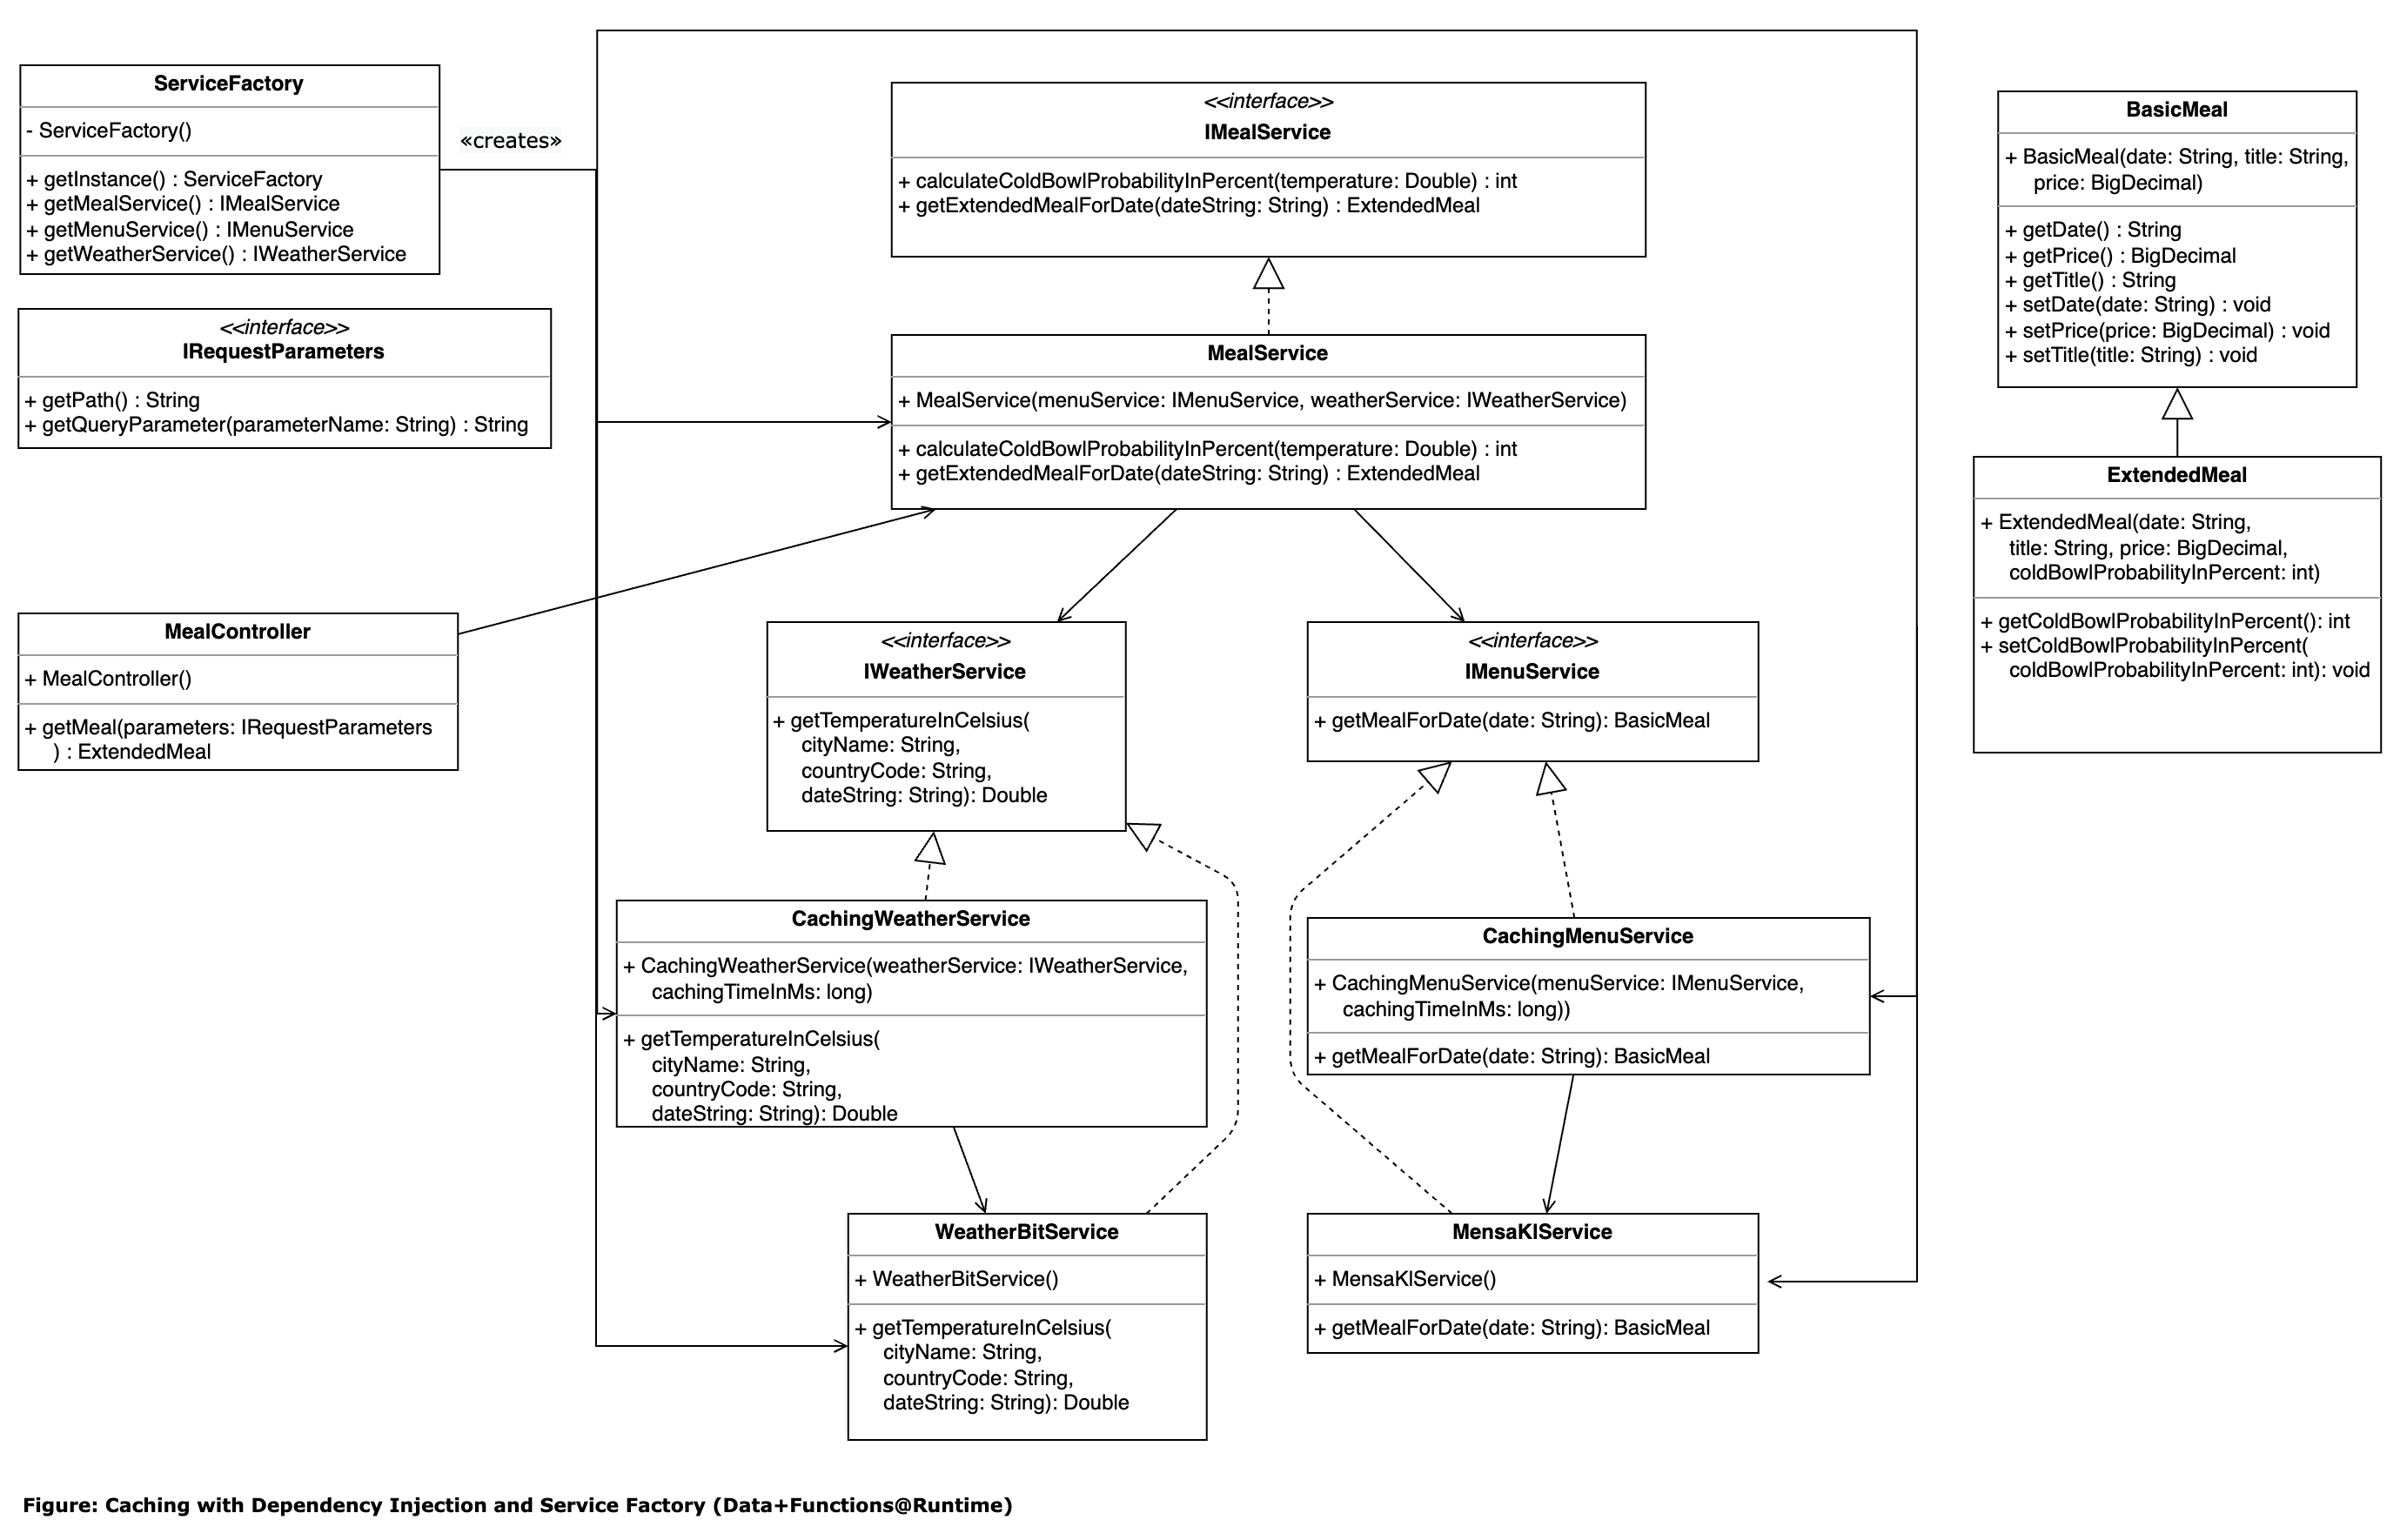 ServiceFactory
- ServiceFactory()
+ getInstance() : ServiceFactory
+ getMealService() : IMealService
+ getMenuService() : IMenuService
+ getWeatherService() : IWeatherService
«creates»
<<interface>>
IRequestParameters
+ getPath() : String
+ getQueryParameter(parameterName: String) : String
MealController
+ MealController()
+ getMeal(parameters: IRequestParameters
) : ExtendedMeal
<<interface>>
IMealService
+ calculateColdBowlProbabilityInPercent(temperature: Double) : int
+ getExtendedMealForDate(dateString: String) : ExtendedMeal
MealService
+ MealService(menuService: IMenuService, weatherService: IWeatherService)
+ calculateColdBowlProbabilityInPercent(temperature: Double) : int
+ getExtendedMealForDate(dateString: String) : ExtendedMeal
<<interface>>
IWeatherService
+ getTemperatureInCelsius(
cityName: String,
countryCode: String,
dateString: String): Double
<<interface>>
IMenuService
+ getMealForDate(date: String): BasicMeal
CachingWeatherService
+ CachingWeatherService(weatherService: IWeatherService,
cachingTimeInMs: long)
+ getTemperatureInCelsius(
cityName: String,
countryCode: String,
dateString: String): Double
CachingMenuService
+ CachingMenuService(menuService: IMenuService,
cachingTimeInMs: long))
+ getMealForDate(date: String): BasicMeal
WeatherBitService
+ WeatherBitService()
+ getTemperatureInCelsius(
cityName: String,
countryCode: String,
dateString: String): Double
MensaKlService
+ MensaKlService()
+ getMealForDate(date: String): BasicMeal
BasicMeal
+ BasicMeal(date: String, title: String,
price: BigDecimal)
+ getDate() : String
+ getPrice() : BigDecimal
+ getTitle() : String
+ setDate(date: String) : void
+ setPrice(price: BigDecimal) : void
+ setTitle(title: String) : void
ExtendedMeal
+ ExtendedMeal(date: String,
title: String, price: BigDecimal,
coldBowlProbabilityInPercent: int)
+ getColdBowlProbabilityInPercent(): int
+ setColdBowlProbabilityInPercent(
coldBowlProbabilityInPercent: int): void
Figure: Caching with Dependency Injection and Service Factory (Data+Functions@Runtime)